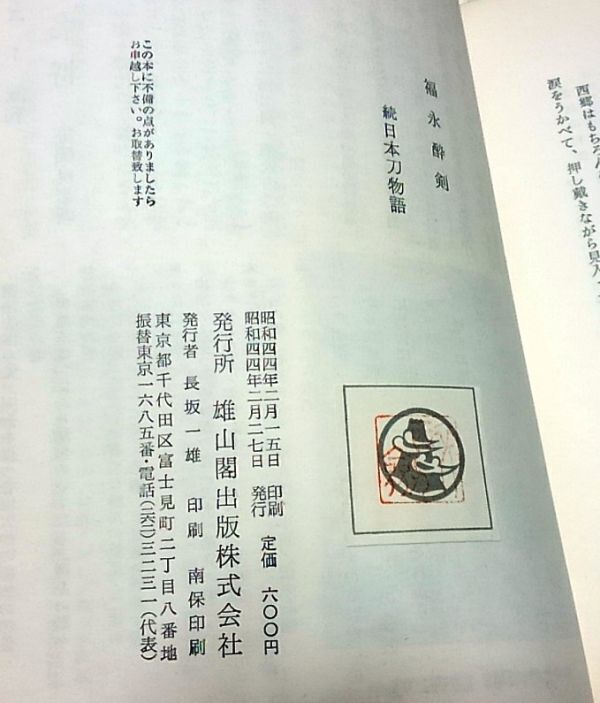 西郷はもちろん
涙をうかべて、押し戴きながら見入
福永酔剣
続日本刀物語
この本に不備の点がありましたら
お申越し下さい。お取替致します
昭和四四年二月一五日 印刷 定価 六〇〇円
昭和四四年二月二七日 発行
発行所 雄山閣出版株式会社
発行者 長坂一雄 印刷 南保印刷
東京都千代田区富士見町二丁目八番地
振替東京一六八五番・電話(二六二)三二三一(代表)